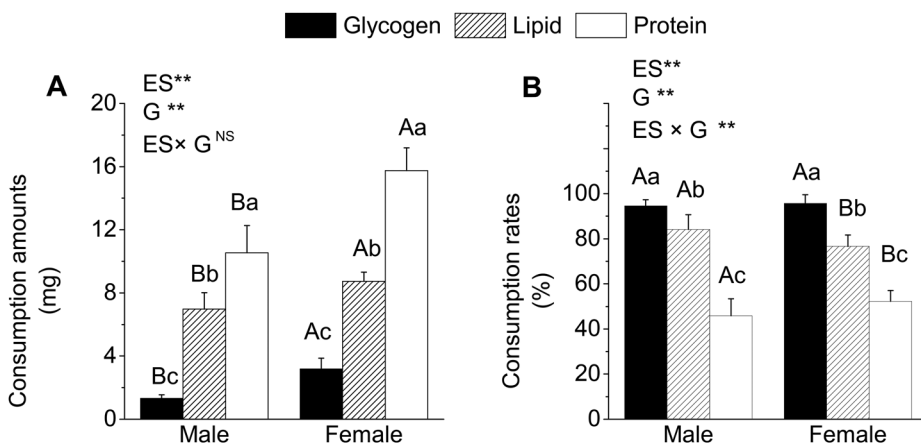 Glycogen Lipid Protein
A
ES**
G **
ES× G NS
Consumption amounts
(mg)
20
16
12
8
4
0
Bc
Bb
Ba
Ac
Ab
Aa
Male Female
B
ES**
G **
ES × G **
Consumption rates
(%)
100
80
60
40
20
0
Aa
Ab
Ac
Aa
Bb
Bc
Male Female